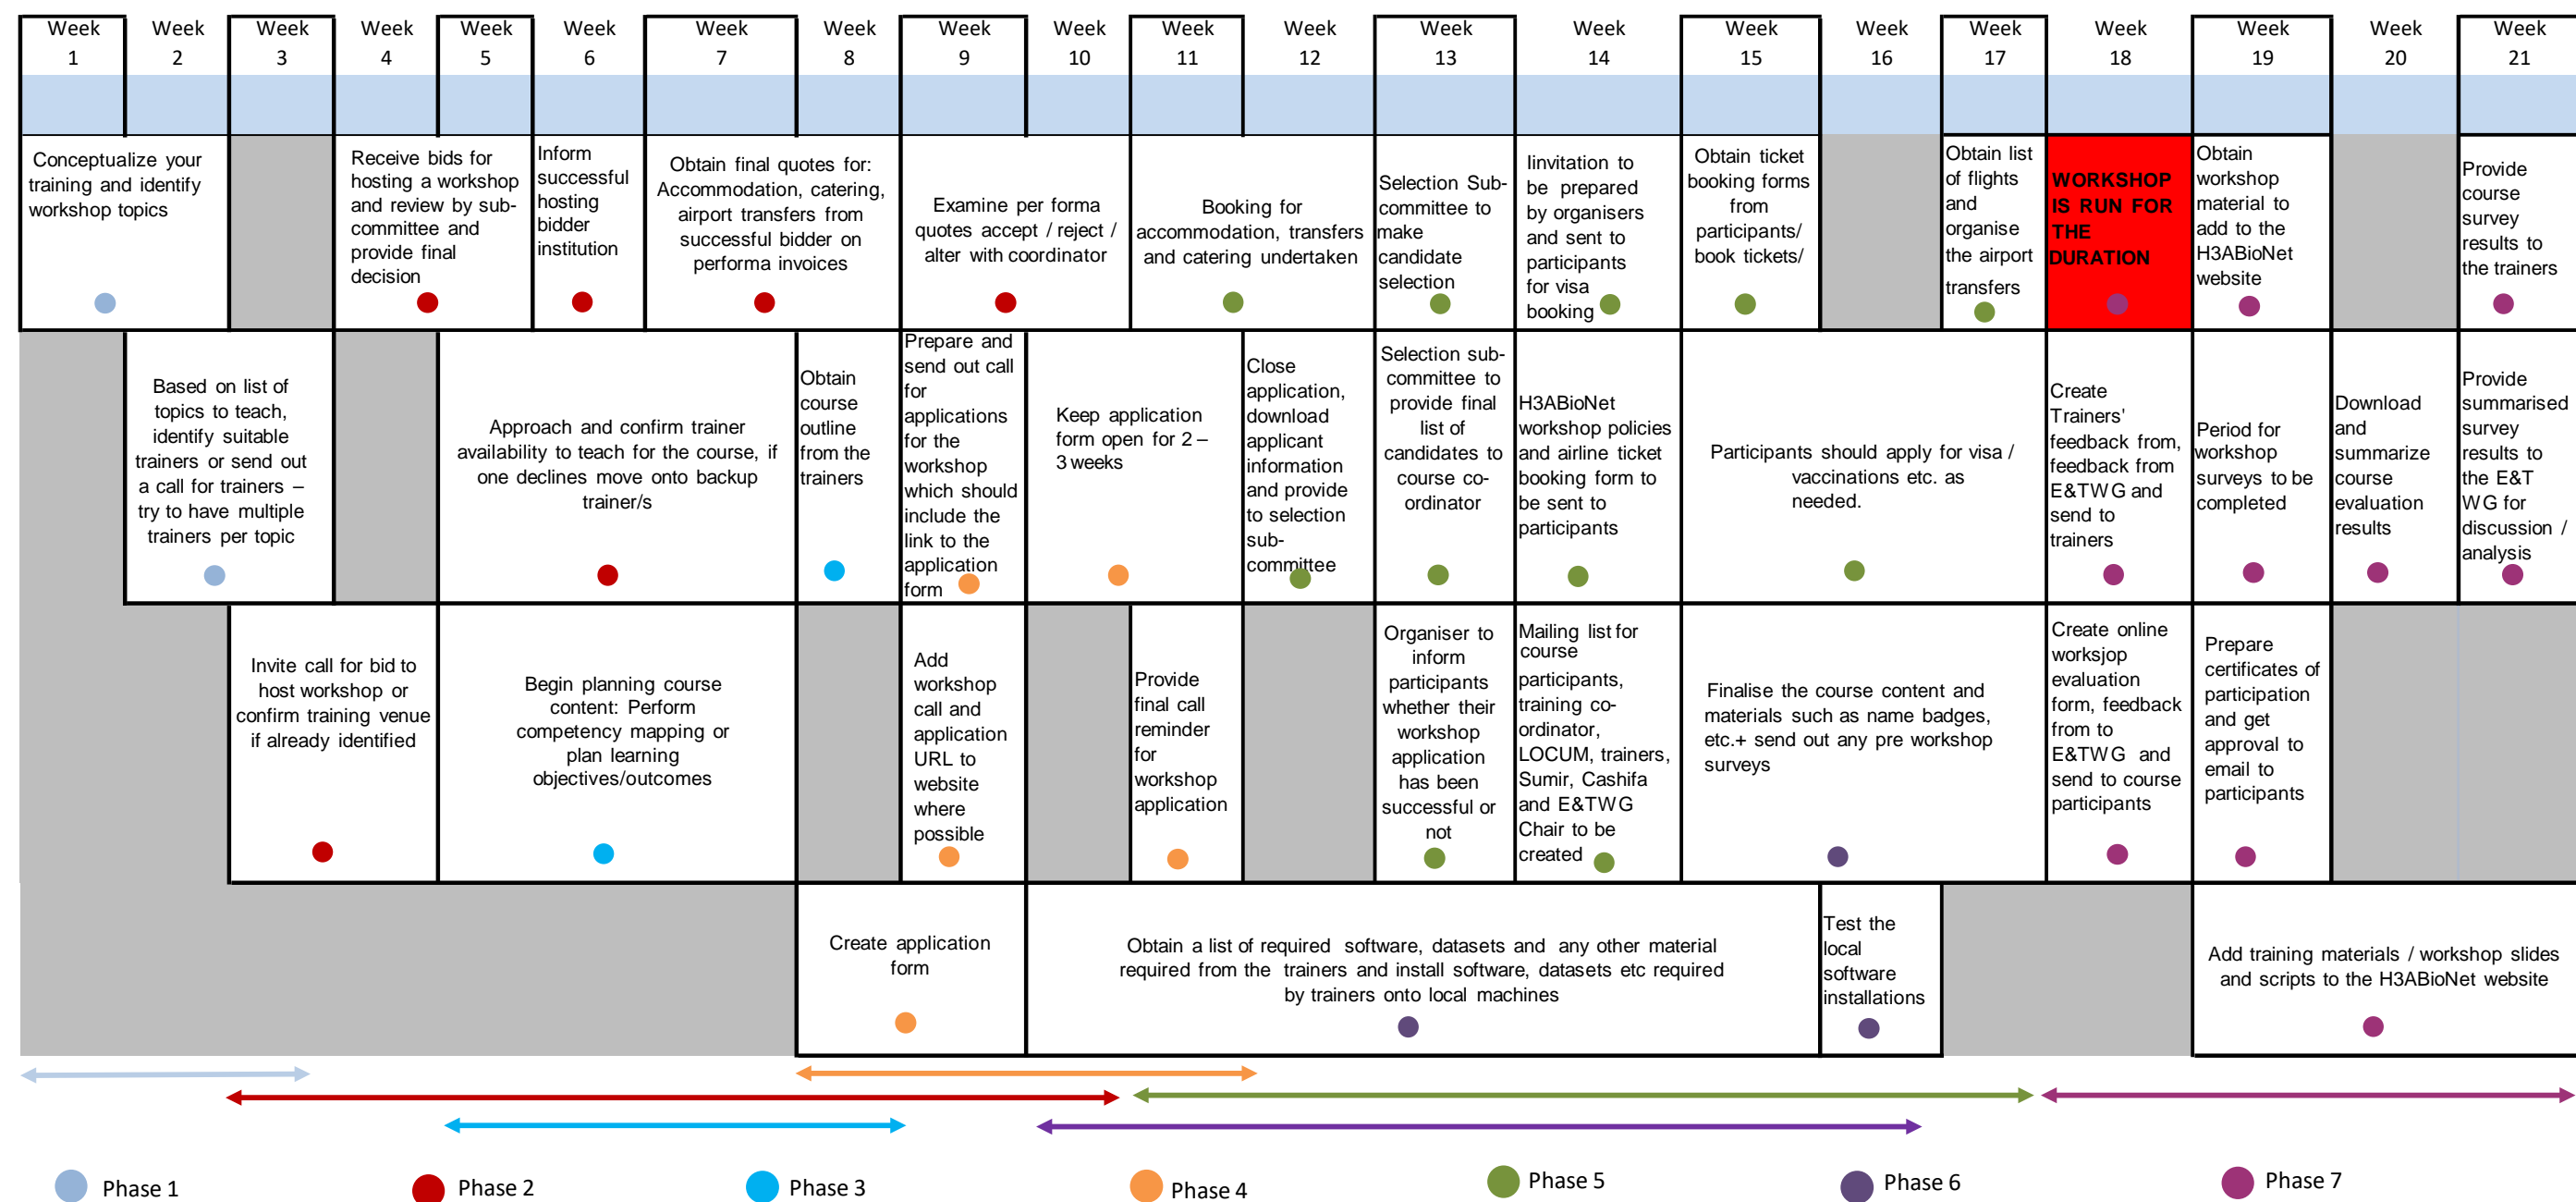 Week
1
Week
2
Week
3
Week
4
Week
5
Week
6
Week
7
Week
8
Week
9
Week
10
Week
11
Week
12
Week
13
Week
14
Week
15
Week
16
Week
17
Week
18
Week
19
Week
20
Week
21
Conceptualize your
training and identify
workshop topics
Receive bids for
hosting a workshop
and review by sub-
committee and
provide final
decision
Inform
successful
hosting
bidder
institution
Obtain final quotes for:
Accommodation, catering,
airport transfers from
successful bidder on
performa invoices
Examine per forma
quotes accept / reject /
alter with coordinator
Booking for
accommodation, transfers
and catering undertaken
Selection Sub-
committee to
make
candidate
selection
Iinvitation to
be prepared
by organisers
and sent to
participants
for visa
booking
Obtain ticket
booking forms
from
participants/
book tickets/
Obtain list
of flights
and
organise
the airport
transfers
WORKSHOP
IS RUN FOR
THE
DURATION
Obtain
workshop
material to
add to the
H3ABioNet
website
Provide
course
survey
results to
the trainers
Based on list of
topics to teach,
identify suitable
trainers or send out
a call for trainers –
try to have multiple
trainers per topic
Approach and confirm trainer
availability to teach for the course, if
one declines move onto backup
trainer/s
Obtain
course
outline
from the
trainers
Prepare and
send out call
for
applications
for the
workshop
which should
include the
link to the
application
form
Keep application
form open for 2 –
3 weeks
Close
application,
download
applicant
information
and provide
to selection
sub-
committee
Selection sub-
committee to
provide final
list of
candidates to
course co-
ordinator
H3ABioNet
workshop policies
and airline ticket
booking form to
be sent to
participants
Participants should apply for visa /
vaccinations etc. as
needed.
Create
Trainers'
feedback from,
feedback from
E&TWG and
send to
trainers
Period for
workshop
surveys to be
completed
Download
and
summarize
course
evaluation
results
Provide
summarised
survey
results to
the E&T
WG for
discussion /
analysis
Invite call for bid to
host workshop or
confirm training venue
if already identified
Begin planning course
content: Perform
competency mapping or
plan learning
objectives/outcomes
Add
workshop
call and
application
URL to
website
where
possible
Provide
final call
reminder
for
workshop
application
Organiser to
inform
participants
whether their
workshop
application
has been
successful or
not
Mailing list for
course
participants,
training co-
ordinator,
LOCUM, trainers,
Sumir, Cashifa
and E&TWG
Chair to be
created
Finalise the course content and
materials such as name badges,
etc.+ send out any pre workshop
surveys
Create online
worksjop
evaluation
form, feedback
from to
E&TWG and
send to course
participants
Prepare
certificates of
participation
and get
approval to
email to
participants
Create application
form
Obtain a list of required software, datasets and any other material
required from the trainers and install software, datasets etc required
by trainers onto local machines
Test the
local
software
installations
Add training materials / workshop slides
and scripts to the H3ABioNet website
Phase 1
Phase 2
Phase 3
Phase 4
Phase 5
Phase 6
Phase 7